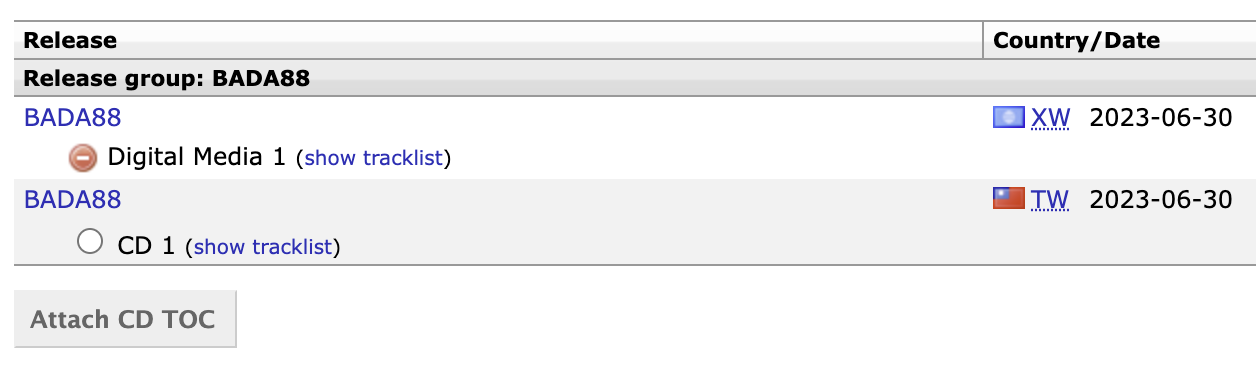 Release Country/Date
Release group: BADA88
BADA88 XW 2023-06-30
Digital Media 1 (show tracklist)
BADA88 TW 2023-06-30
CD 1 (show tracklist)
Attach CD TOC